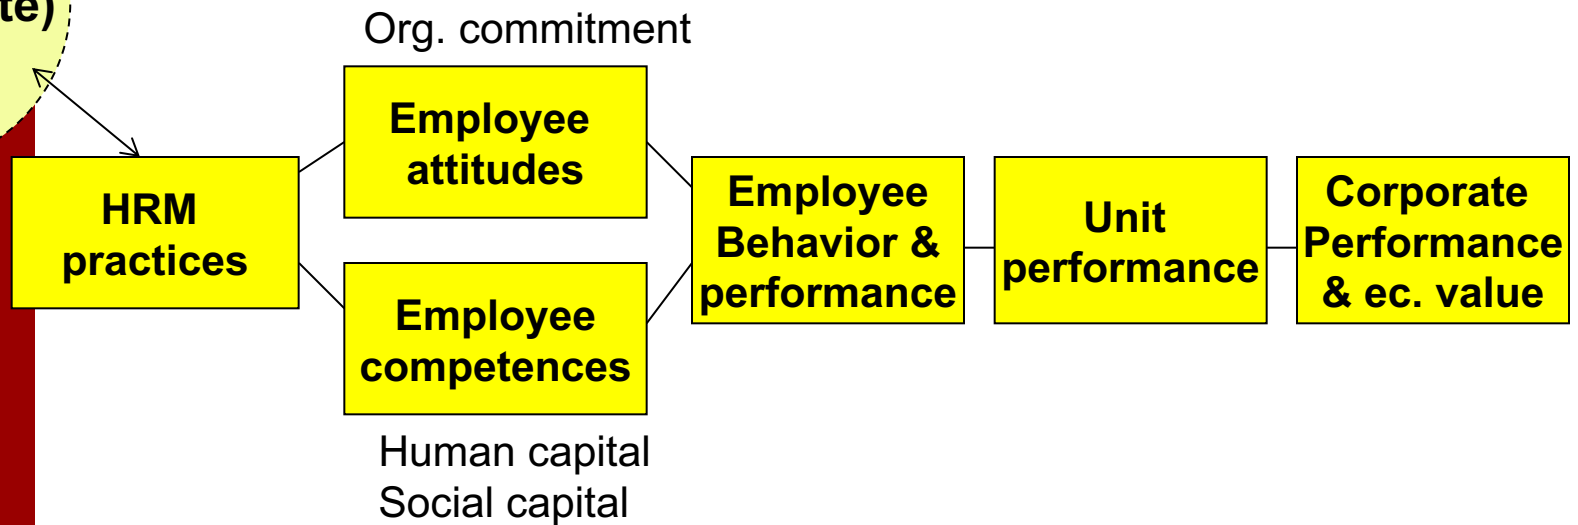 te)
Org. commitment
Employee
attitudes
HRM
practices
Employee
competences
Human capital
Social capital
Employee
Behavior &
performance
Unit
performance
Corporate
Performance
& ec. value